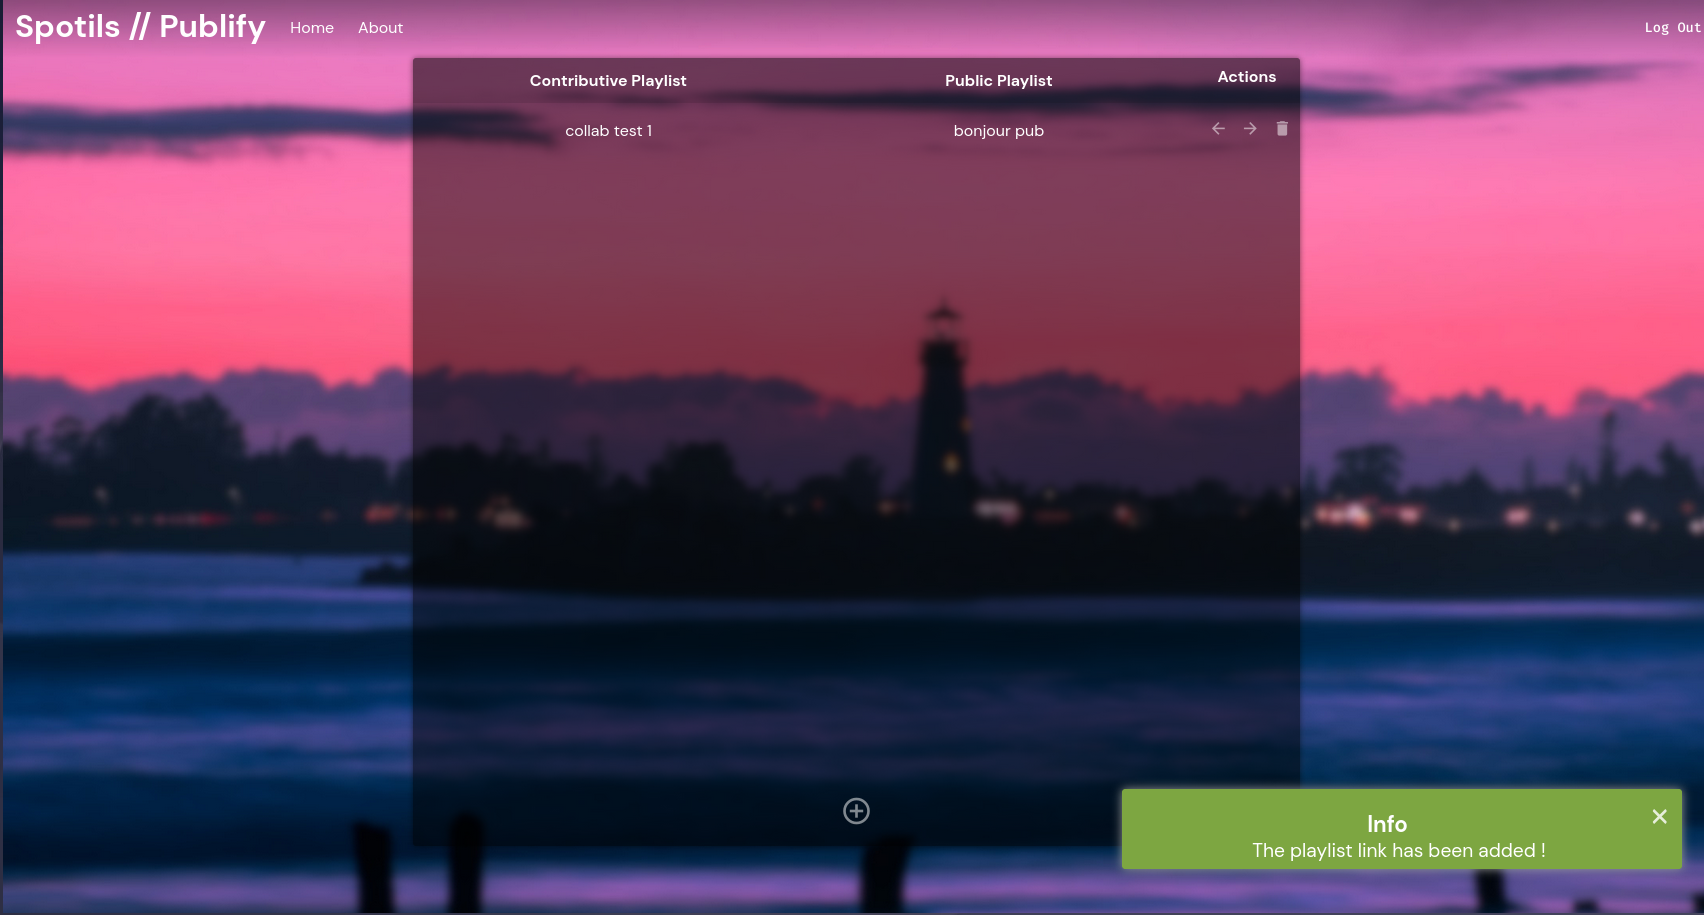 Spotils // Publify Home About Log Out
Contributive Playlist Public Playlist Actions
collab test 1 bonjour pub
Info
The playlist link has been added !